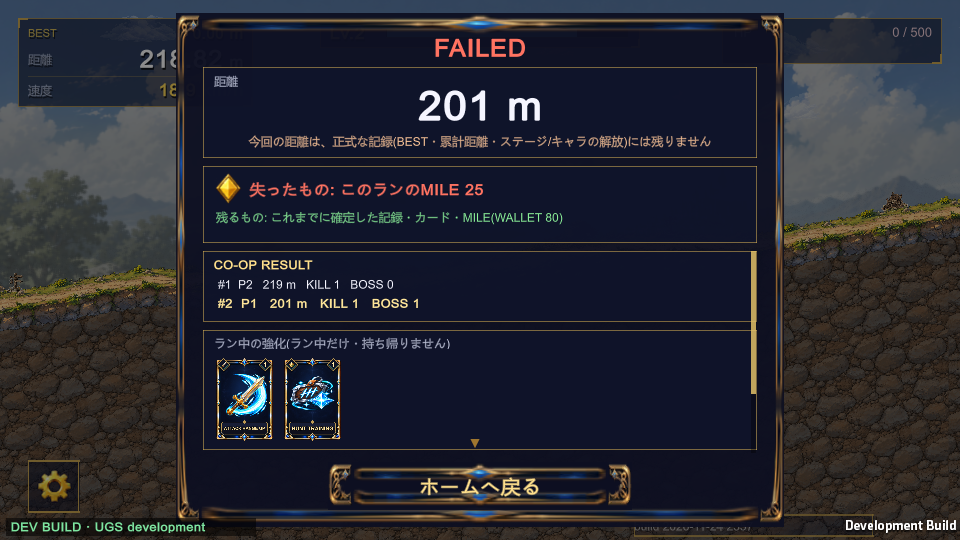 BEST
距離
速度
0 / 500
FAILED
距離
201 m
今回の距離は、正式な記録(BEST・累計距離・ステージ/キャラの解放)には残りません
失ったもの: このランのMILE 25
残るもの: これまでに確定した記録・カード・MILE(WALLET 80)
CO-OP RESULT
#1 P2 219 m KILL 1 BOSS 0
#2 P1 201 m KILL 1 BOSS 1
ラン中の強化(ラン中だけ・持ち帰りません)
HUNT TRAINING
ホームへ戻る
DEV BUILD · UGS development
Development Build